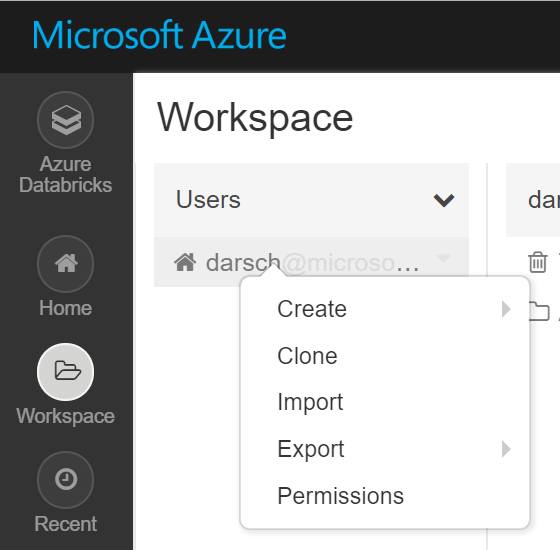 Microsoft Azure
Azure
Databricks
Home
Workspace
Recent
Workspace
Users
darsch@microso...
dar
Create
Clone
Import
Export
Permissions